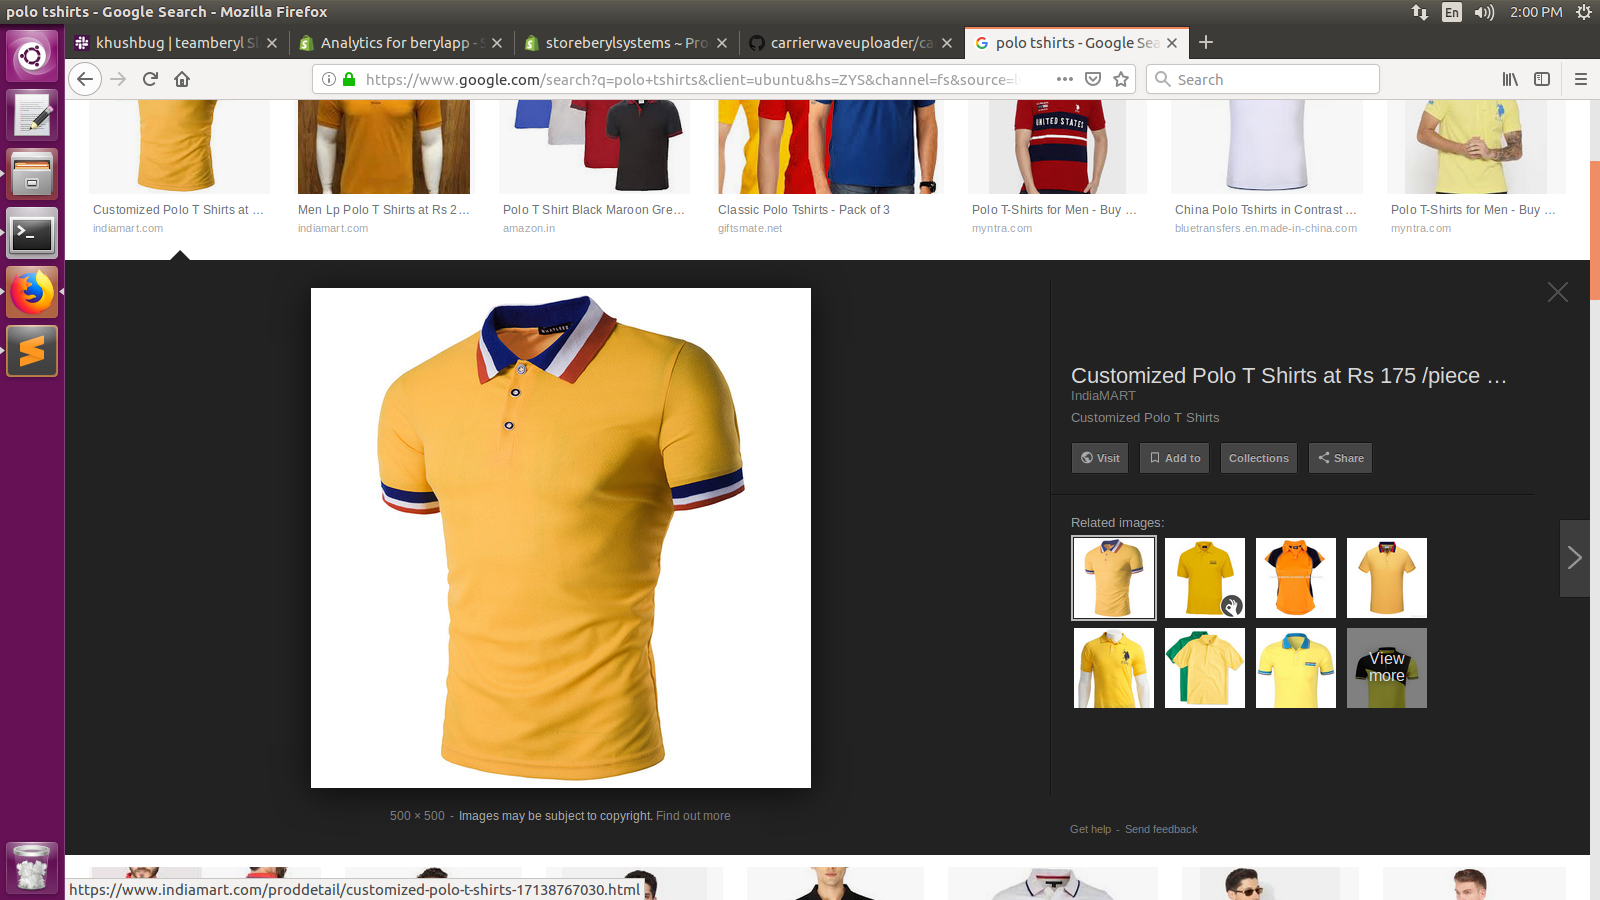 polo tshirts - Google Search - Mozilla Firefox
En
2:00 PM
khushbug | teamberyl Sl
Analytics for berylapp - S
storeberylsystems ~ Pro
carrierwaveuploader/ca
polo tshirts - Google Sea
https://www.google.com/search?q=polo+tshirts&client=ubuntu&hs=ZYS&channel=fs&source=l
Search
UNITED STATES
Customized Polo T Shirts at ...
Men Lp Polo T Shirts at Rs 2...
Polo T Shirt Black Maroon Gre...
Classic Polo Tshirts - Pack of 3
Polo T-Shirts for Men - Buy ...
China Polo Tshirts in Contrast ...
Polo T-Shirts for Men - Buy ...
indiamart.com
indiamart.com
amazon.in
giftsmate.net
myntra.com
bluetransfers.en.made-in-china.com
myntra.com
Customized Polo T Shirts at Rs 175 /piece ...
IndiaMART
Customized Polo T Shirts
Visit
Add to
Collections
Share
Related images:
View
more
500 × 500 - Images may be subject to copyright. Find out more
Get help - Send feedback
https://www.indiamart.com/proddetail/customized-polo-t-shirts-17138767030.html